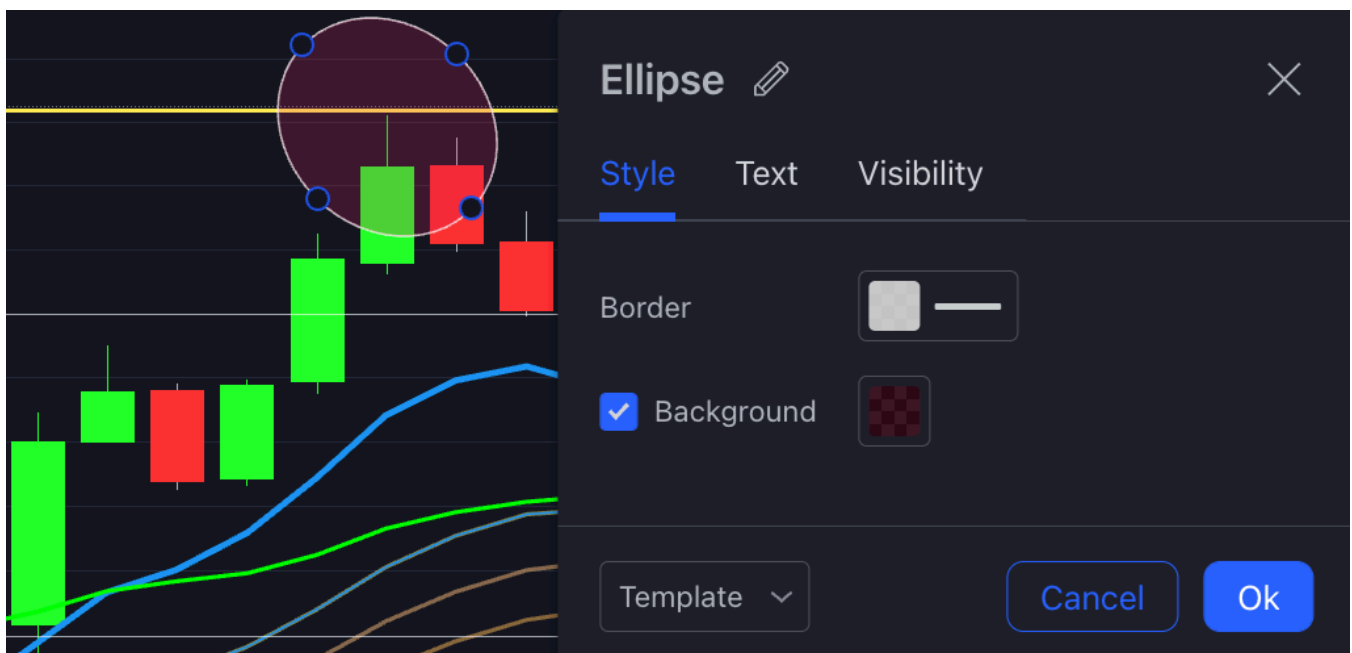 Ellipse
Style Text Visibility
Border
Background
Template Cancel Ok